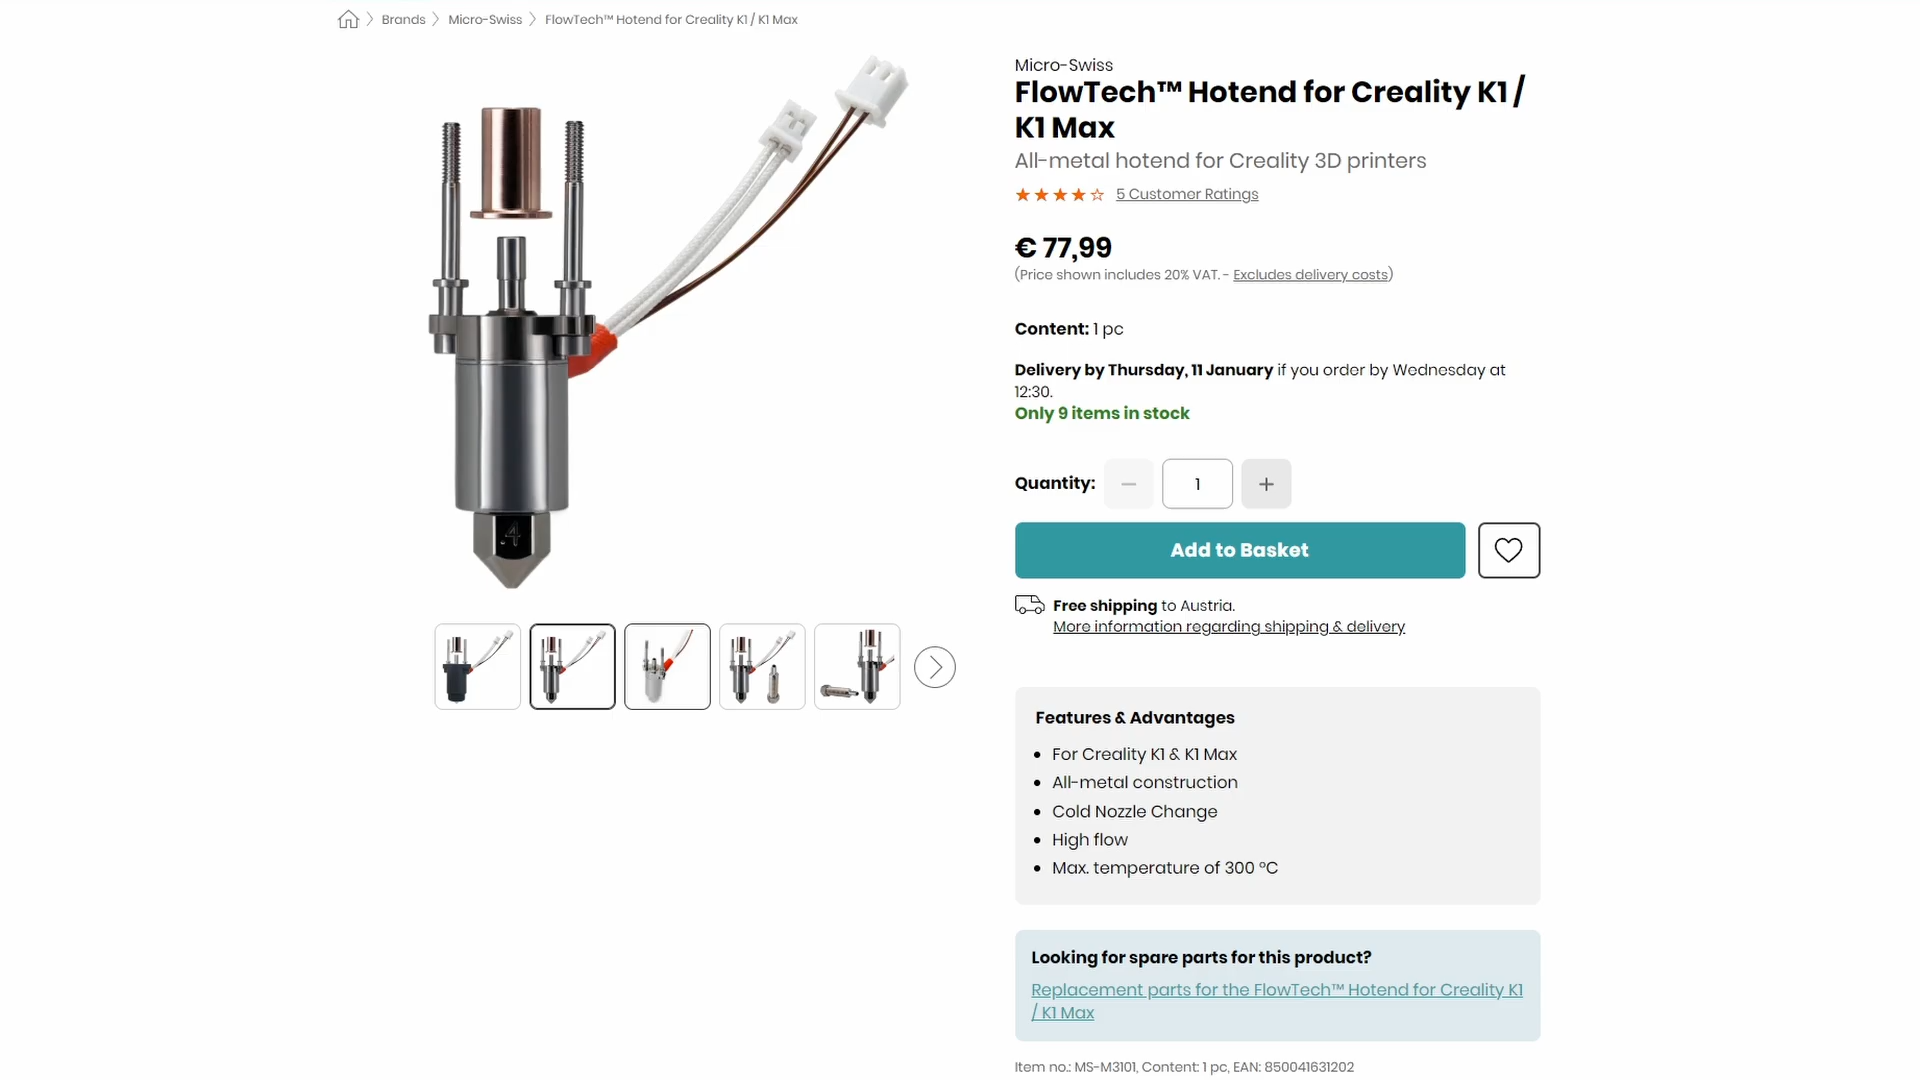 Brands
Micro-Swiss
FlowTech™ Hotend for Creality K1 / K1 Max
Micro-Swiss
FlowTech™ Hotend for Creality K1 /
K1 Max
All-metal hotend for Creality 3D printers
5 Customer Ratings
€ 77,99
(Price shown includes 20% VAT. - Excludes delivery costs)
Content: 1 pc
Delivery by Thursday, 11 January if you order by Wednesday at
12:30.
Only 9 items in stock
Quantity: − 1 +
Add to Basket
Free shipping to Austria.
More information regarding shipping & delivery
Features & Advantages
• For Creality K1 & K1 Max
• All-metal construction
• Cold Nozzle Change
• High flow
• Max. temperature of 300 °C
Looking for spare parts for this product?
Replacement parts for the FlowTech™ Hotend for Creality K1
/ K1 Max
Item no.: MS-M3101, Content: 1 pc, EAN: 850041631202
.4